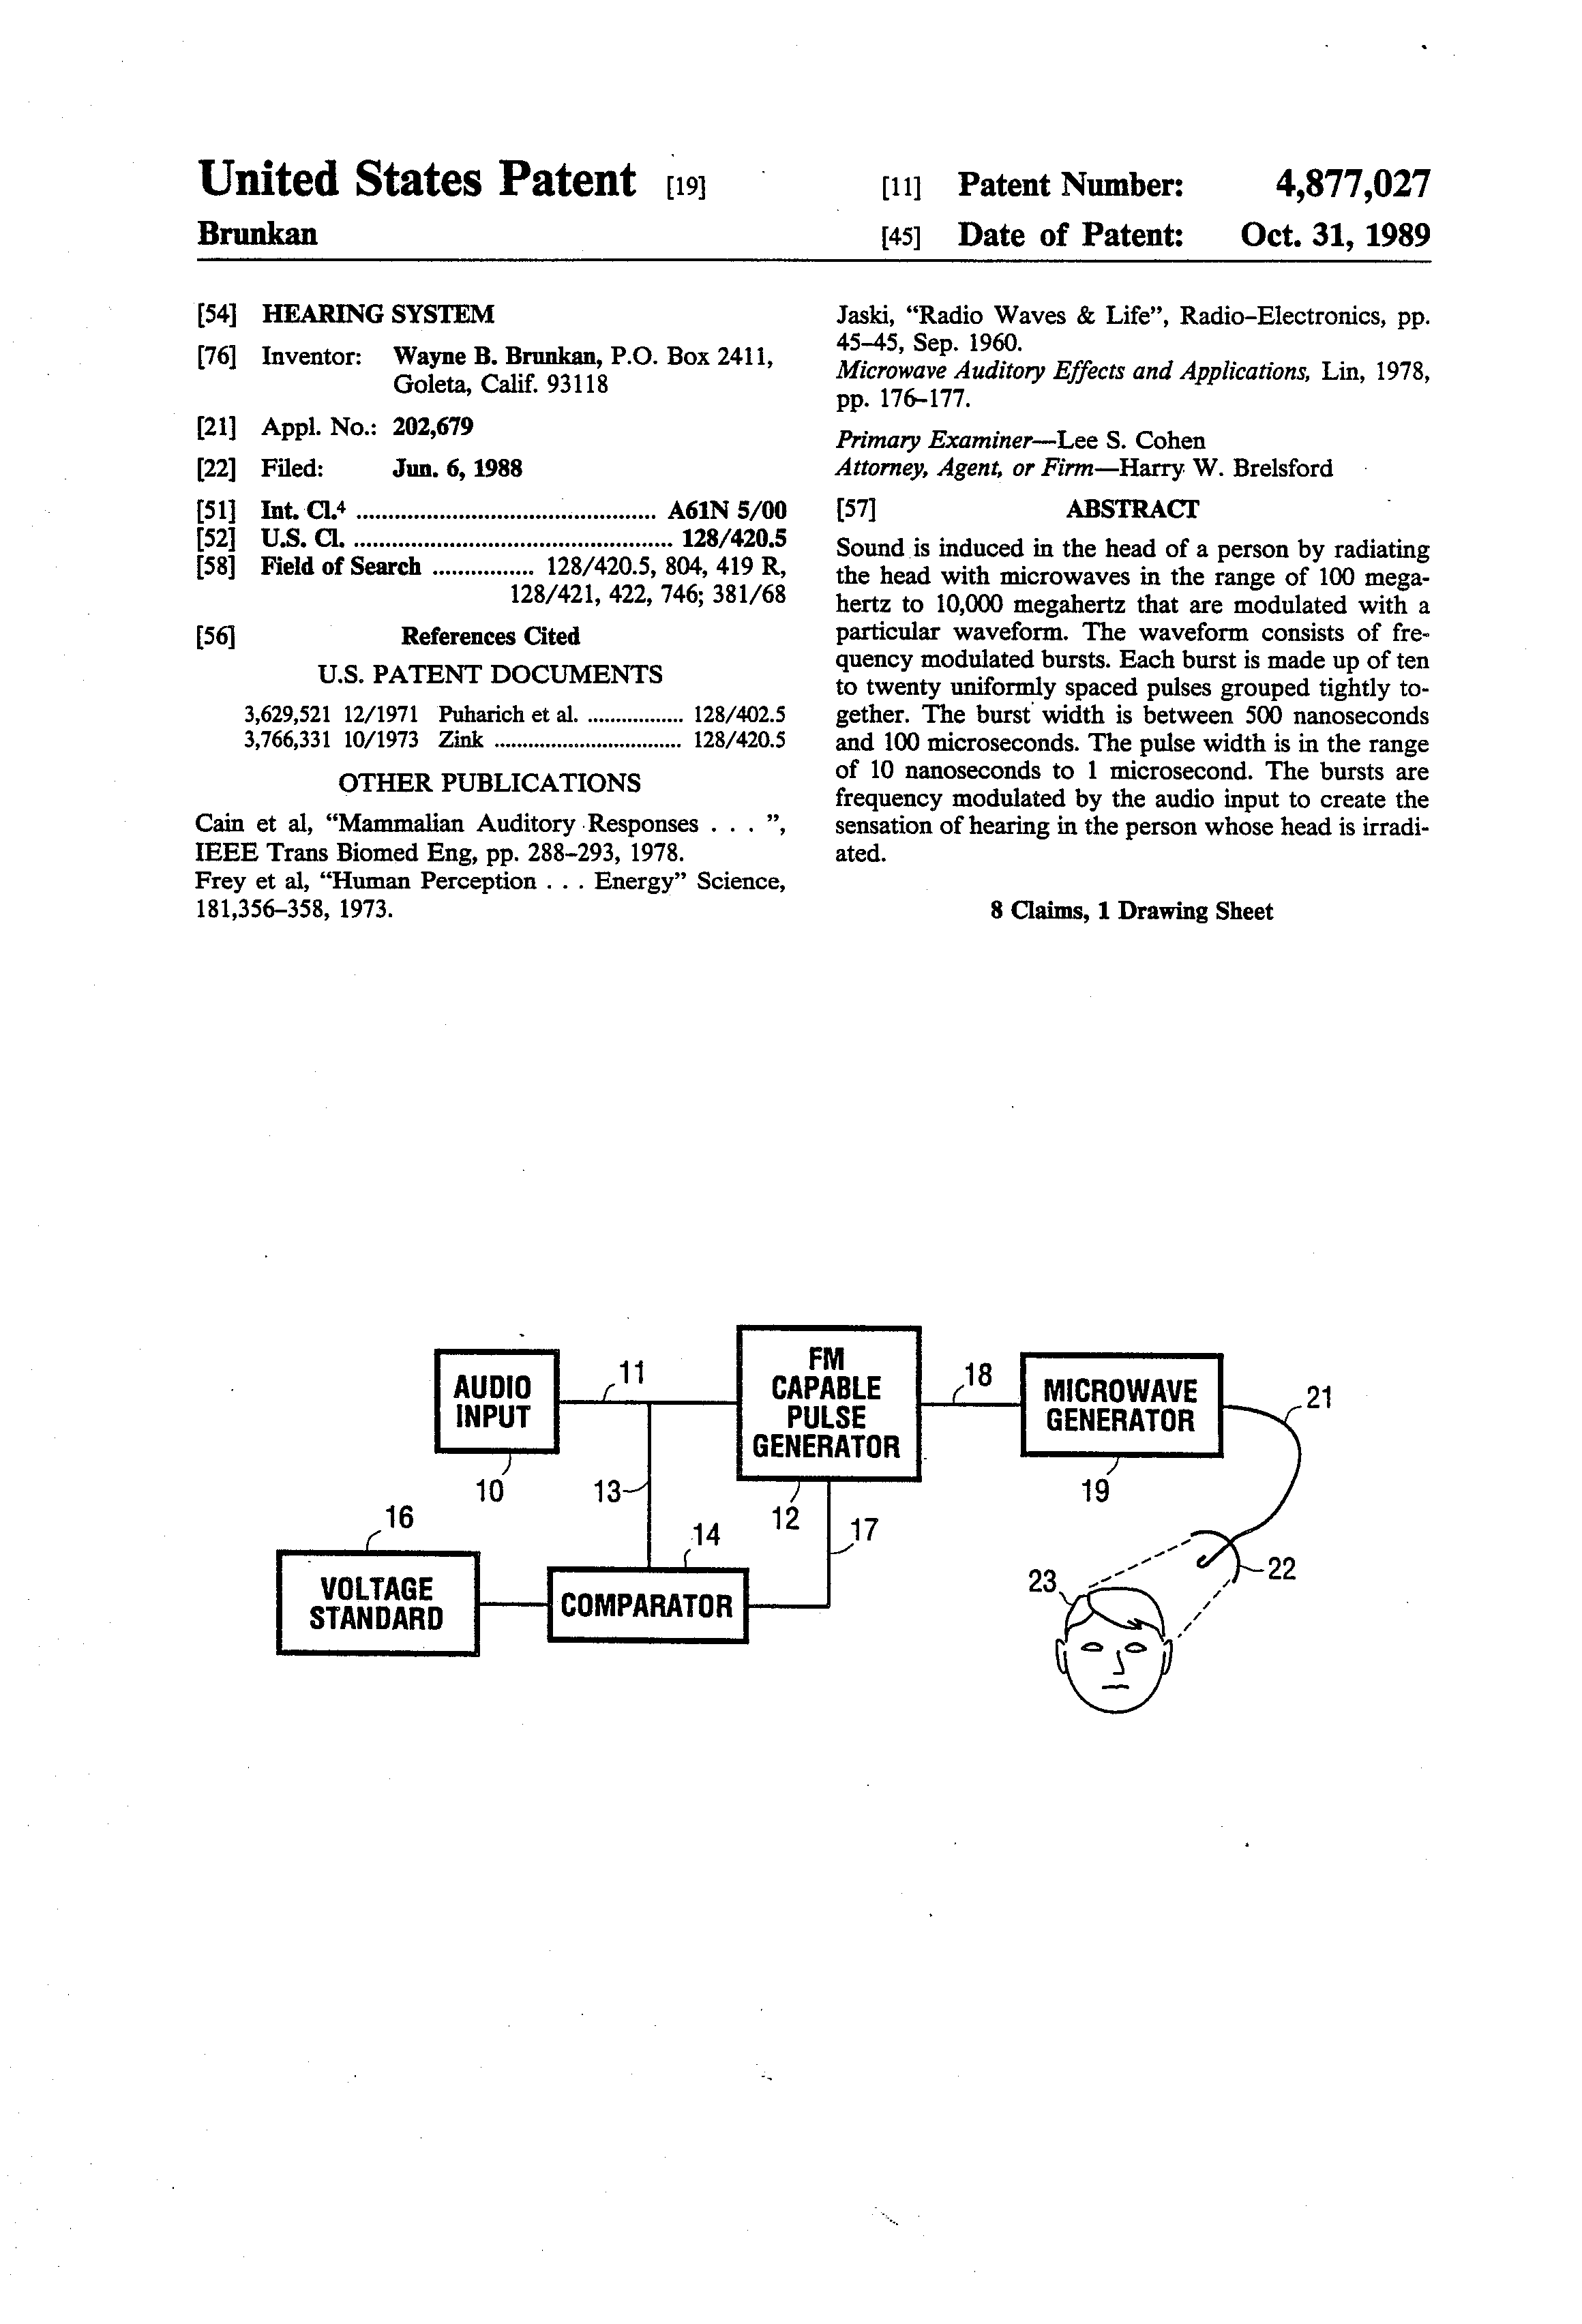 United States Patent [19]
Brunkan
[11] Patent Number: 4,877,027
[45] Date of Patent: Oct. 31, 1989
[54] HEARING SYSTEM
[76] Inventor: Wayne B. Brunkan, P.O. Box 2411,
Goleta, Calif. 93118
[21] Appl. No.: 202,679
[22] Filed: Jun. 6, 1988
[51] Int. Cl.⁴ ............................................... A61N 5/00
[52] U.S. Cl. .................................................. 128/420.5
[58] Field of Search ................ 128/420.5, 804, 419 R,
128/421, 422, 746; 381/68
[56] References Cited
U.S. PATENT DOCUMENTS
3,629,521 12/1971 Puharich et al. ................. 128/402.5
3,766,331 10/1973 Zink ................................. 128/420.5
OTHER PUBLICATIONS
Cain et al, “Mammalian Auditory Responses . . . ”,
IEEE Trans Biomed Eng, pp. 288–293, 1978.
Frey et al, “Human Perception . . . Energy” Science,
181,356–358, 1973.
Jaski, “Radio Waves & Life”, Radio–Electronics, pp.
45–45, Sep. 1960.
Microwave Auditory Effects and Applications, Lin, 1978,
pp. 176–177.
Primary Examiner—Lee S. Cohen
Attorney, Agent, or Firm—Harry W. Brelsford
[57] ABSTRACT
Sound is induced in the head of a person by radiating
the head with microwaves in the range of 100 mega-
hertz to 10,000 megahertz that are modulated with a
particular waveform. The waveform consists of fre-
quency modulated bursts. Each burst is made up of ten
to twenty uniformly spaced pulses grouped tightly to-
gether. The burst width is between 500 nanoseconds
and 100 microseconds. The pulse width is in the range
of 10 nanoseconds to 1 microsecond. The bursts are
frequency modulated by the audio input to create the
sensation of hearing in the person whose head is irradi-
ated.
8 Claims, 1 Drawing Sheet
AUDIO
INPUT
10
11
13
FM
CAPABLE
PULSE
GENERATOR
12
18
MICROWAVE
GENERATOR
19
21
16
VOLTAGE
STANDARD
14
COMPARATOR
17
22
23